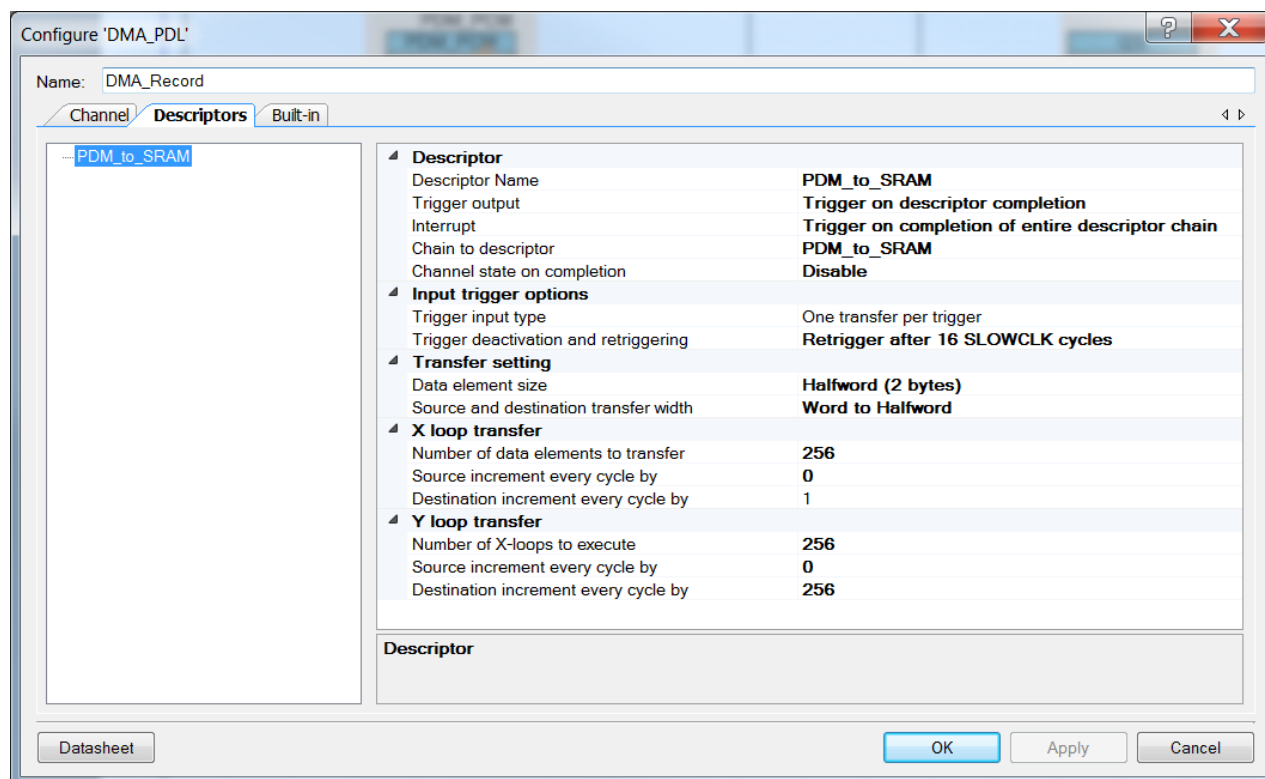 Configure 'DMA_PDL'
Name: DMA_Record
Channel Descriptors Built-in
PDM_to_SRAM
Descriptor
Descriptor Name PDM_to_SRAM
Trigger output Trigger on descriptor completion
Interrupt Trigger on completion of entire descriptor chain
Chain to descriptor PDM_to_SRAM
Channel state on completion Disable
Input trigger options
Trigger input type One transfer per trigger
Trigger deactivation and retriggering Retrigger after 16 SLOWCLK cycles
Transfer setting
Data element size Halfword (2 bytes)
Source and destination transfer width Word to Halfword
X loop transfer
Number of data elements to transfer 256
Source increment every cycle by 0
Destination increment every cycle by 1
Y loop transfer
Number of X-loops to execute 256
Source increment every cycle by 0
Destination increment every cycle by 256
Descriptor
Datasheet OK Apply Cancel